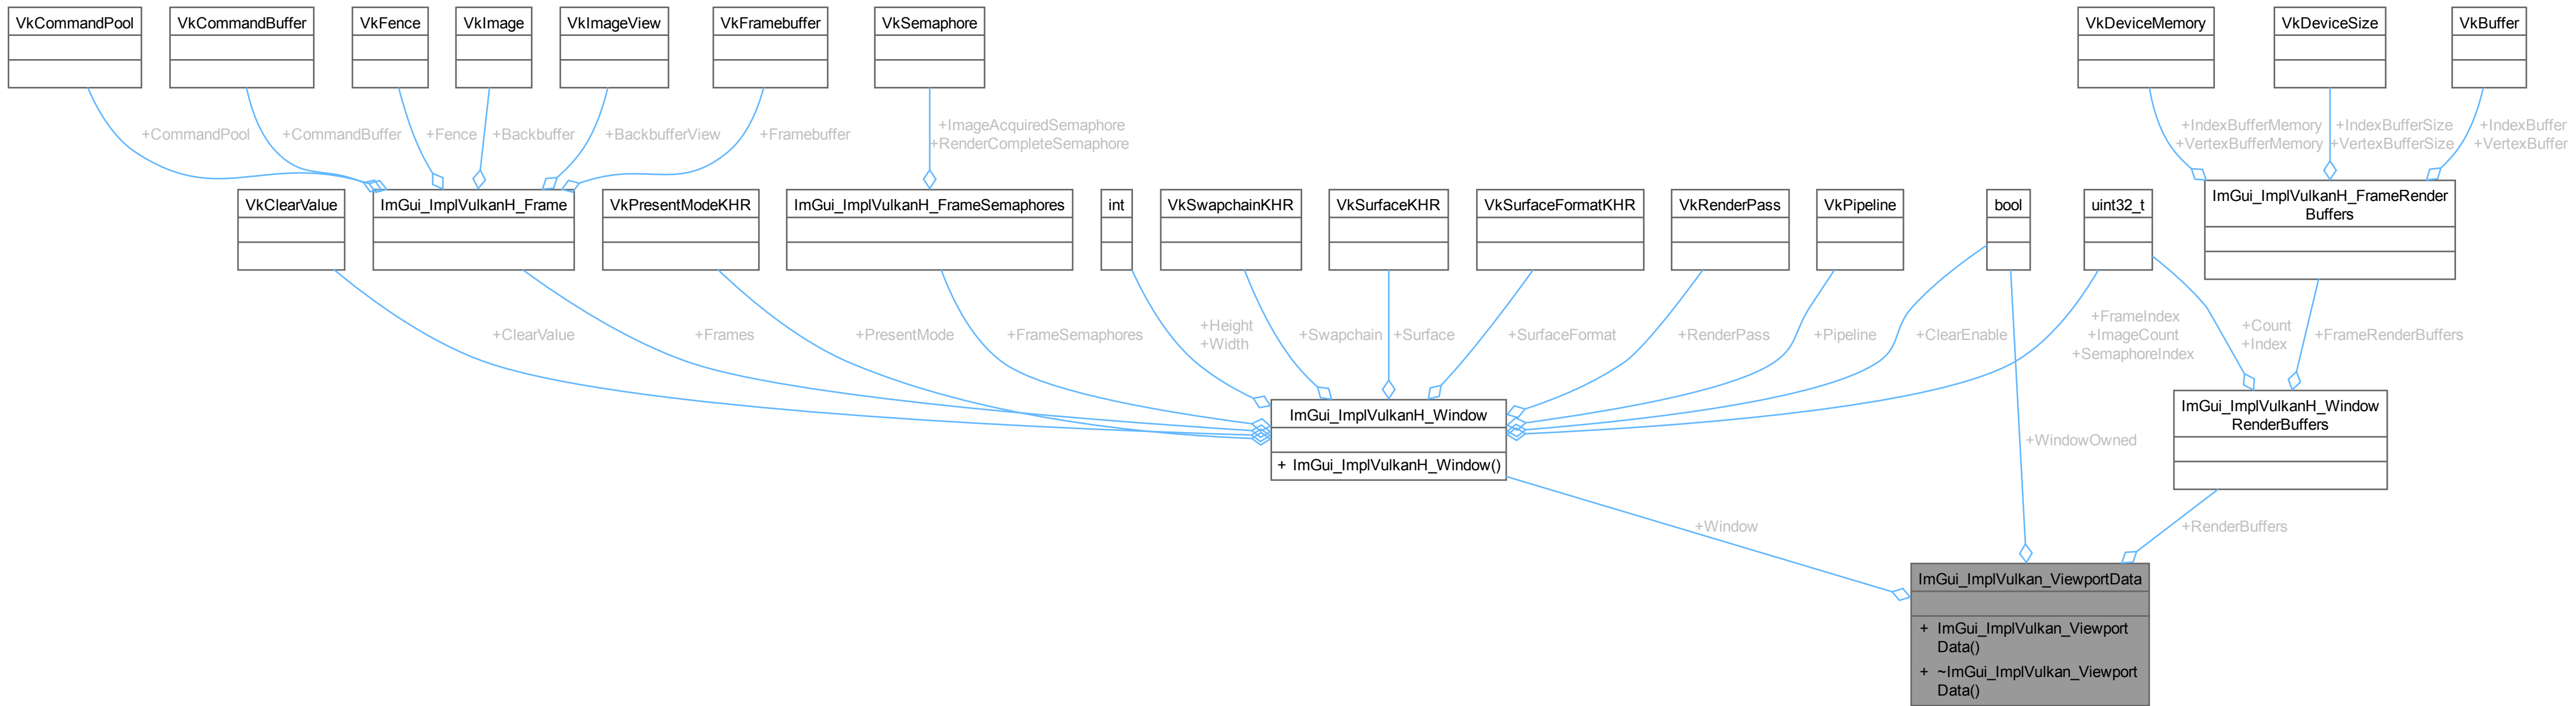 VkCommandPool
VkCommandBuffer
VkFence
VkImage
VkImageView
VkFramebuffer
VkSemaphore
VkDeviceMemory
VkDeviceSize
VkBuffer
+CommandPool
+CommandBuffer
+Fence
+Backbuffer
+BackbufferView
+Framebuffer
+ImageAcquiredSemaphore
+RenderCompleteSemaphore
+IndexBufferMemory
+VertexBufferMemory
+IndexBufferSize
+VertexBufferSize
+IndexBuffer
+VertexBuffer
VkClearValue
ImGui_ImplVulkanH_Frame
VkPresentModeKHR
ImGui_ImplVulkanH_FrameSemaphores
int
VkSwapchainKHR
VkSurfaceKHR
VkSurfaceFormatKHR
VkRenderPass
VkPipeline
bool
uint32_t
ImGui_ImplVulkanH_FrameRender
Buffers
+ClearValue
+Frames
+PresentMode
+FrameSemaphores
+Height
+Width
+Swapchain
+Surface
+SurfaceFormat
+RenderPass
+Pipeline
+ClearEnable
+FrameIndex
+ImageCount
+SemaphoreIndex
+Count
+Index
+FrameRenderBuffers
ImGui_ImplVulkanH_Window
+ ImGui_ImplVulkanH_Window()
+WindowOwned
ImGui_ImplVulkanH_Window
RenderBuffers
+Window
+RenderBuffers
ImGui_ImplVulkan_ViewportData
+ ImGui_ImplVulkan_Viewport
Data()
+ ~ImGui_ImplVulkan_Viewport
Data()